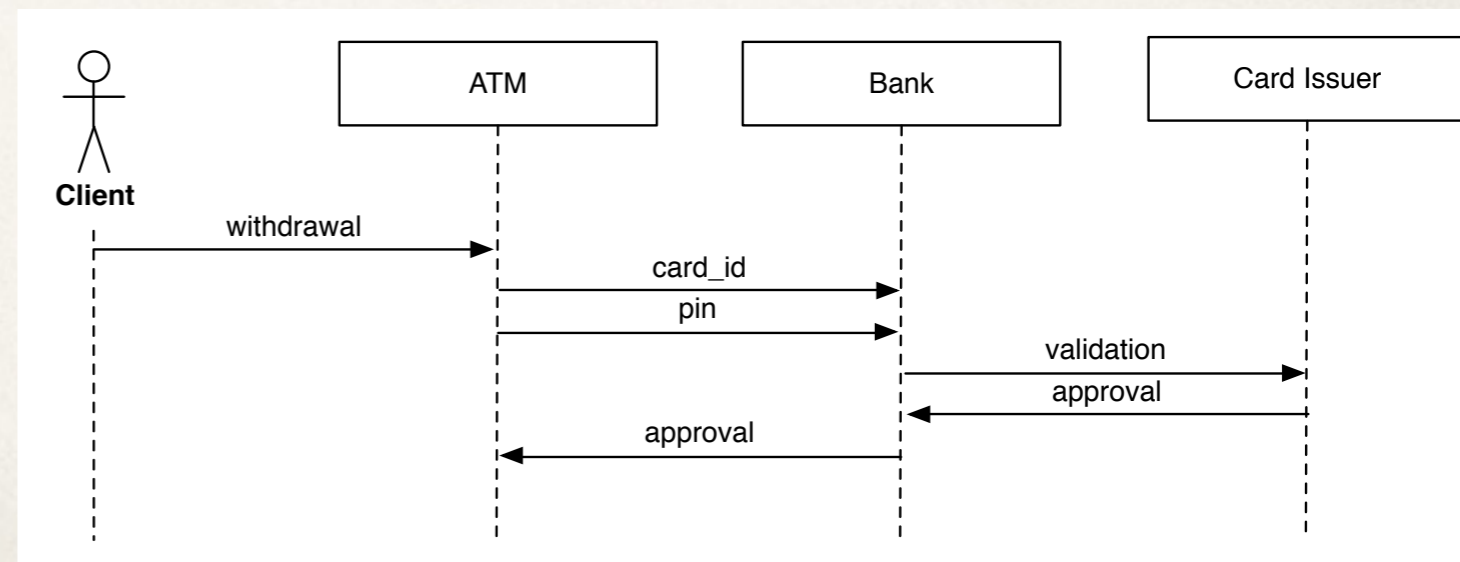 ATM
Bank
Card Issuer
Client
withdrawal
card_id
pin
validation
approval
approval